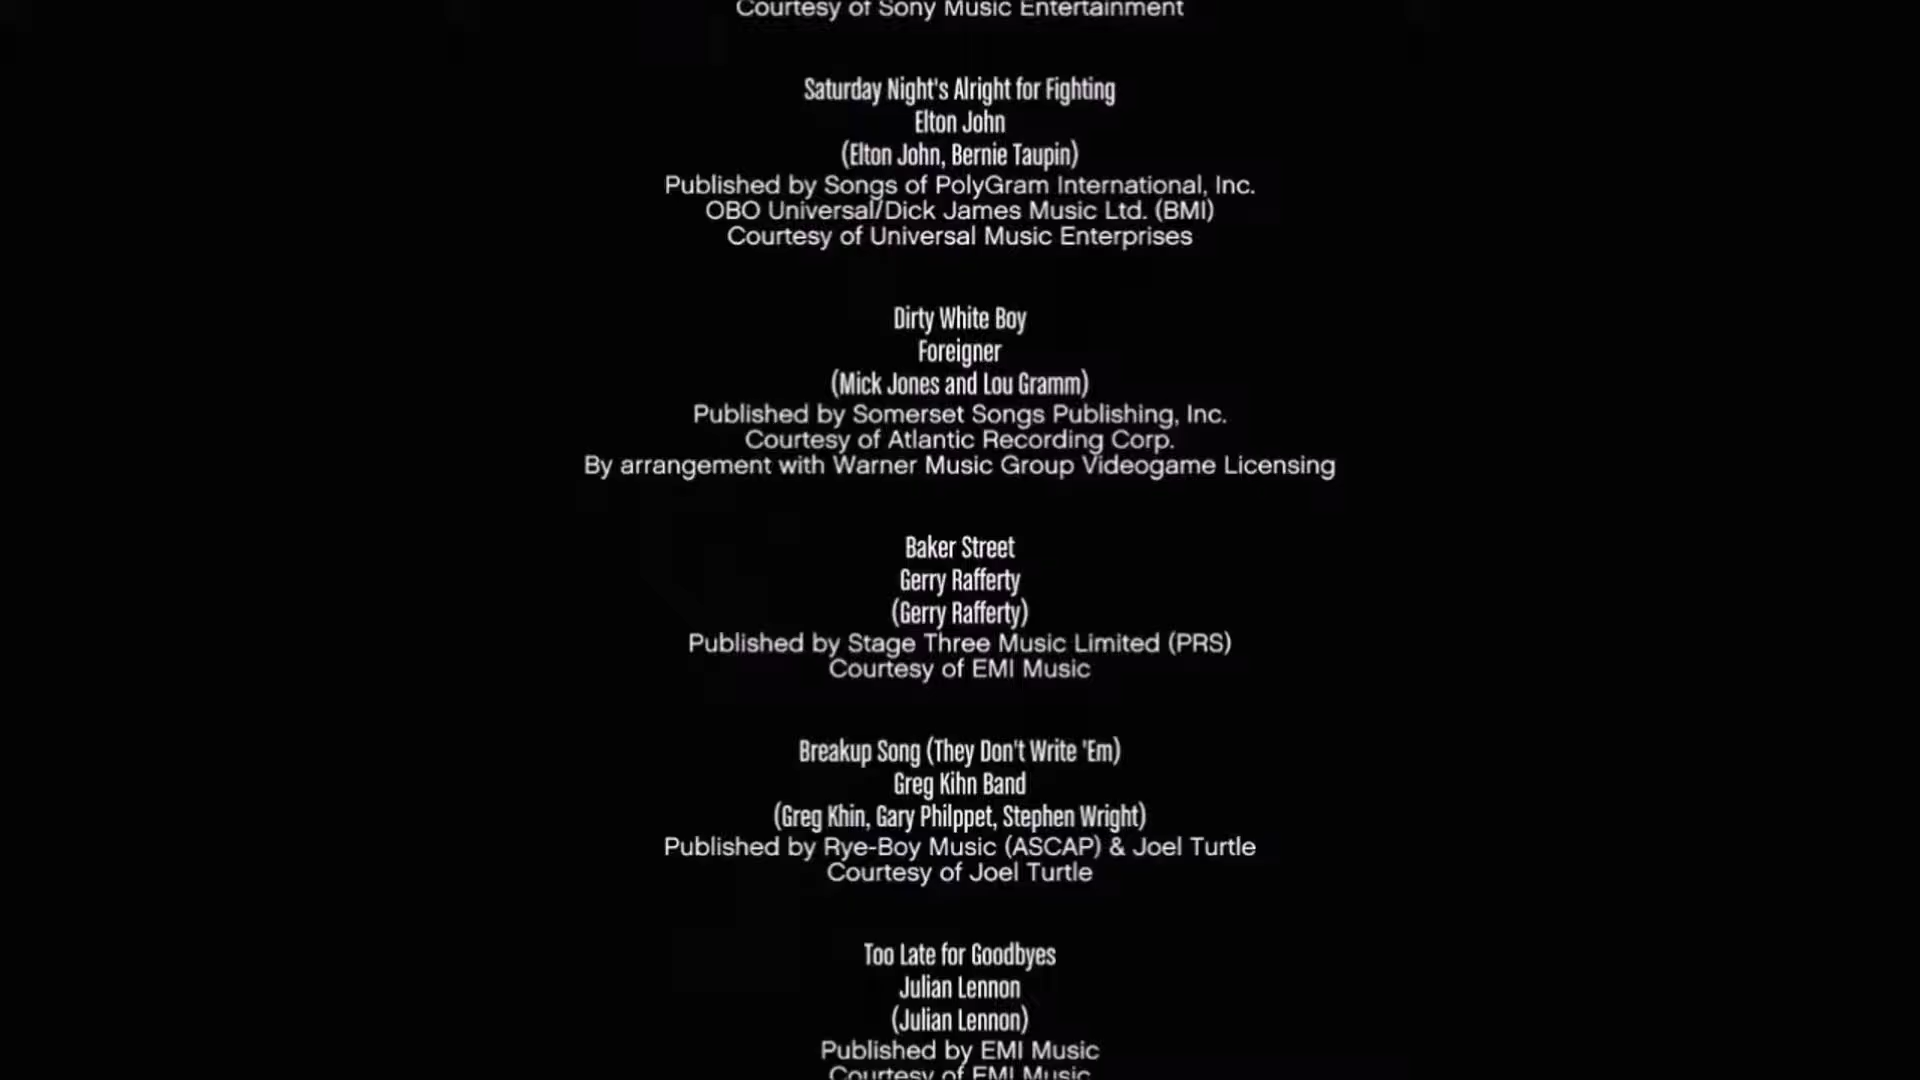 Courtesy of Sony Music Entertainment
Saturday Night's Alright for Fighting
Elton John
(Elton John, Bernie Taupin)
Published by Songs of PolyGram International, Inc.
OBO Universal/Dick James Music Ltd. (BMI)
Courtesy of Universal Music Enterprises
Dirty White Boy
Foreigner
(Mick Jones and Lou Gramm)
Published by Somerset Songs Publishing, Inc.
Courtesy of Atlantic Recording Corp.
By arrangement with Warner Music Group Videogame Licensing
Baker Street
Gerry Rafferty
(Gerry Rafferty)
Published by Stage Three Music Limited (PRS)
Courtesy of EMI Music
Breakup Song (They Don't Write 'Em)
Greg Kihn Band
(Greg Khin, Gary Philppet, Stephen Wright)
Published by Rye-Boy Music (ASCAP) & Joel Turtle
Courtesy of Joel Turtle
Too Late for Goodbyes
Julian Lennon
(Julian Lennon)
Published by EMI Music
Courtesy of EMI Music